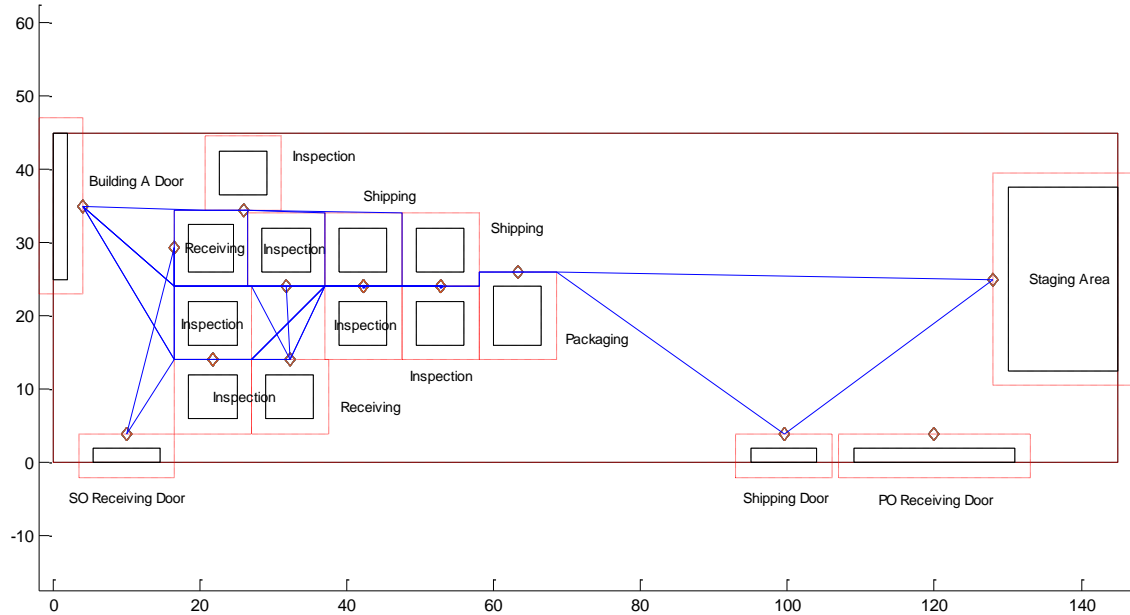 60
50
Inspection
40
Building A Door
Shipping
Shipping
30
Receiving
Inspection
Staging Area
20
Inspection
Inspection
Packaging
Inspection
Inspection
Receiving
10
0
SO Receiving Door
Shipping Door
PO Receiving Door
-10
0 20 40 60 80 100 120 140